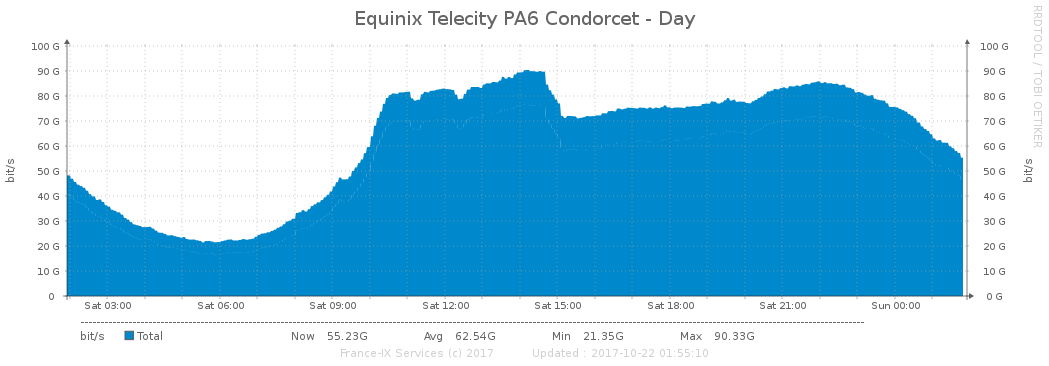 Equinix Telecity PA6 Condorcet - Day
RRDTOOL / TOBI OETIKER
100 G 100 G
90 G 90 G
80 G 80 G
70 G 70 G
60 G 60 G
50 G 50 G
40 G 40 G
30 G 30 G
20 G 20 G
10 G 10 G
0 0 G
bit/s bit/s
Sat 03:00 Sat 06:00 Sat 09:00 Sat 12:00 Sat 15:00 Sat 18:00 Sat 21:00 Sun 00:00
bit/s Total Now 55.23G Avg 62.54G Min 21.35G Max 90.33G
France-IX Services (c) 2017 Updated : 2017-10-22 01:55:10